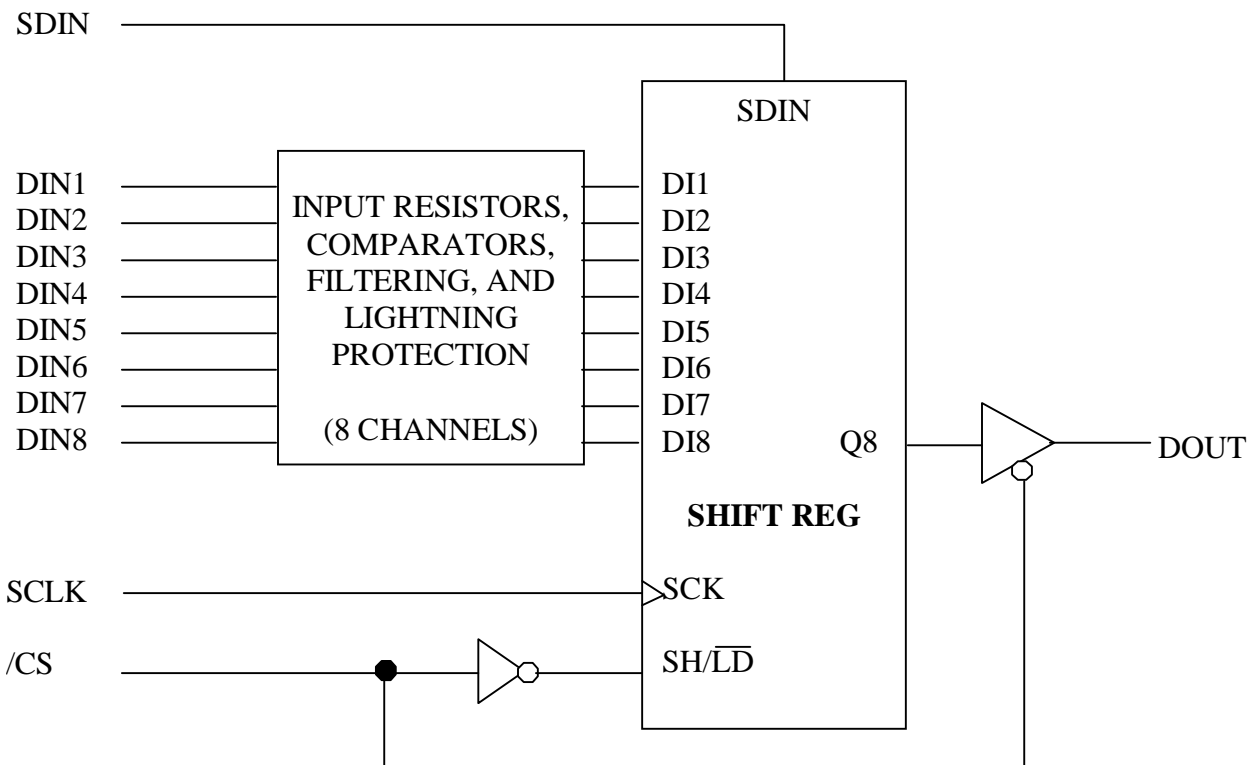 SDIN
SDIN
DIN1
DIN2
DIN3
DIN4
DIN5
DIN6
DIN7
DIN8
INPUT RESISTORS,
COMPARATORS,
FILTERING, AND
LIGHTNING
PROTECTION
(8 CHANNELS)
DI1
DI2
DI3
DI4
DI5
DI6
DI7
DI8
Q8
DOUT
SHIFT REG
SCLK
SCK
/CS
SH/L̅D̅